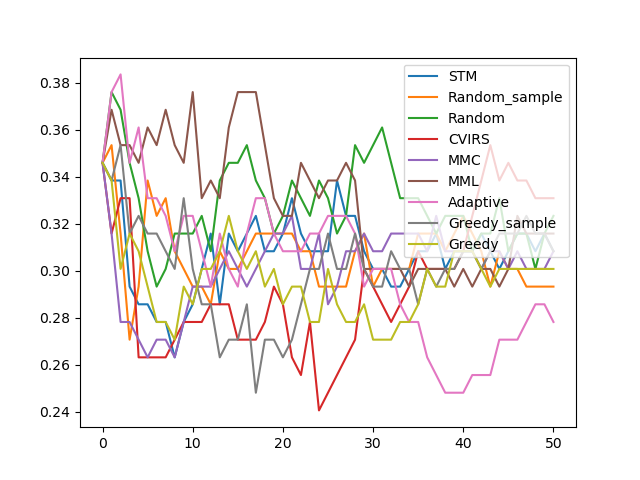 0.38
0.36
0.34
0.32
0.30
0.28
0.26
0.24
0
10
20
30
40
50
STM
Random_sample
Random
CVIRS
MMC
MML
Adaptive
Greedy_sample
Greedy